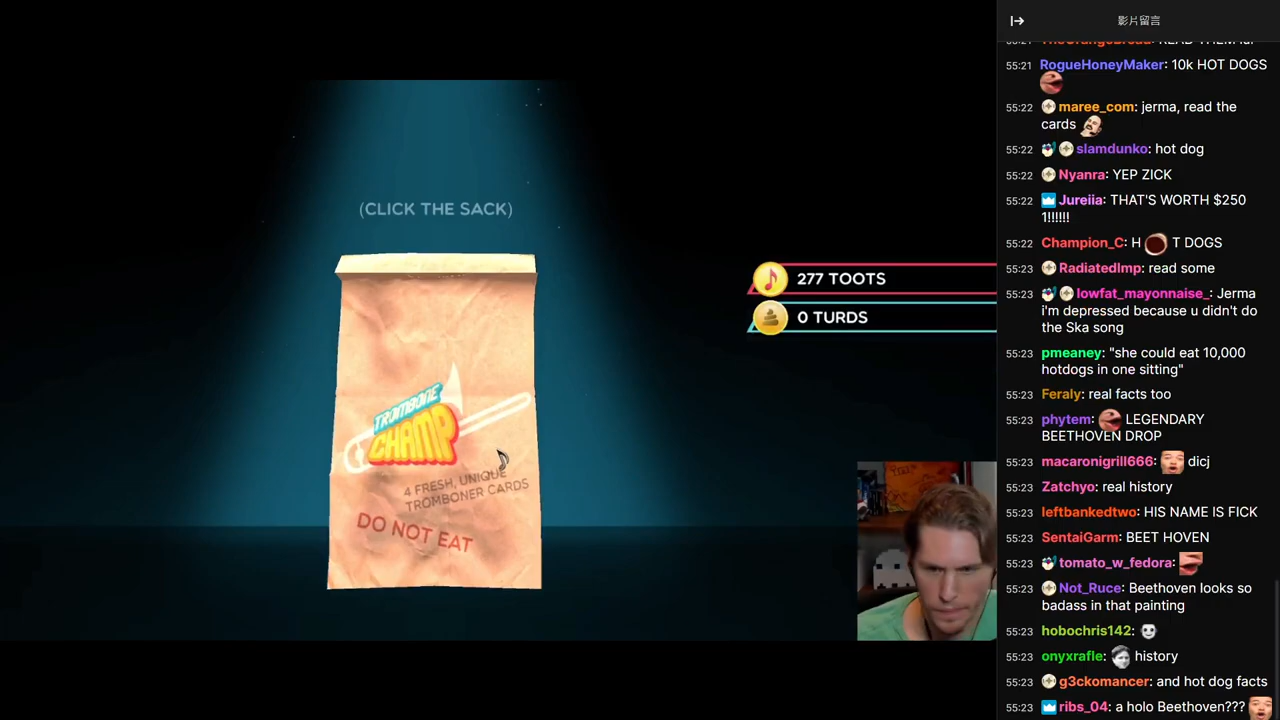 (CLICK THE SACK)
277 TOOTS
0 TURDS
TROMBONE
CHAMP
4 FRESH, UNIQUE
TROMBONER CARDS
DO NOT EAT
影片留言
55:21 RogueHoneyMaker: 10k HOT DOGS
55:22 maree_com: jerma, read the
cards
55:22 slamdunko: hot dog
55:22 Nyanra: YEP ZICK
55:22 Jureiia: THAT'S WORTH $250
1!!!!!!
55:22 Champion_C: H T DOGS
55:23 RadiatedImp: read some
55:23 lowfat_mayonnaise_: Jerma
i'm depressed because u didn't do
the Ska song
55:23 pmeaney: "she could eat 10,000
hotdogs in one sitting"
55:23 Feraly: real facts too
55:23 phytem: LEGENDARY
BEETHOVEN DROP
55:23 macaronigrill666: dicj
55:23 Zatchyo: real history
55:23 leftbankedtwo: HIS NAME IS FICK
55:23 SentaiGarm: BEET HOVEN
55:23 tomato_w_fedora:
55:23 Not_Ruce: Beethoven looks so
badass in that painting
55:23 hobochris142:
55:23 onyxrafle: history
55:23 g3ckomancer: and hot dog facts
55:23 ribs_04: a holo Beethoven???